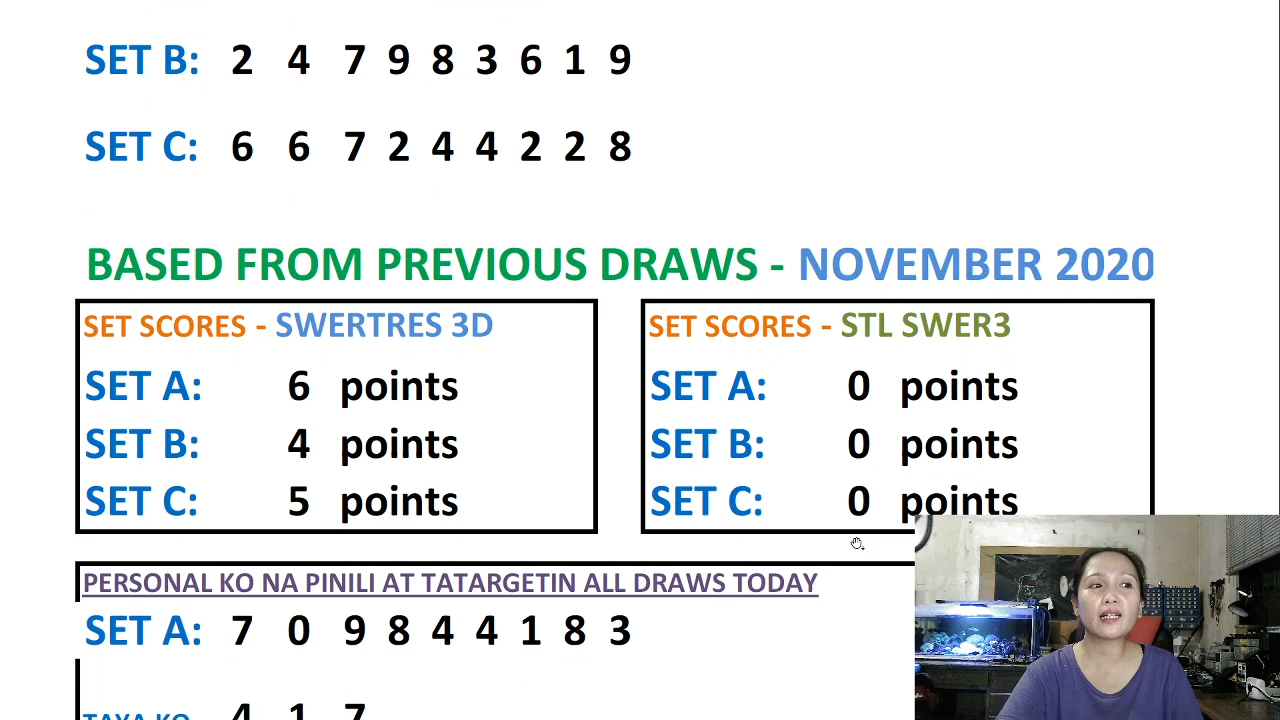 SET B: 2 4 7 9 8 3 6 1 9
SET C: 6 6 7 2 4 4 2 2 8
BASED FROM PREVIOUS DRAWS - NOVEMBER 2020
SET SCORES - SWERTRES 3D
SET A: 6 points
SET B: 4 points
SET C: 5 points
SET SCORES - STL SWER3
SET A: 0 points
SET B: 0 points
SET C: 0 points
PERSONAL KO NA PINILI AT TATARGETIN ALL DRAWS TODAY
SET A: 7 0 9 8 4 4 1 8 3
TAYA KO 4 1 7